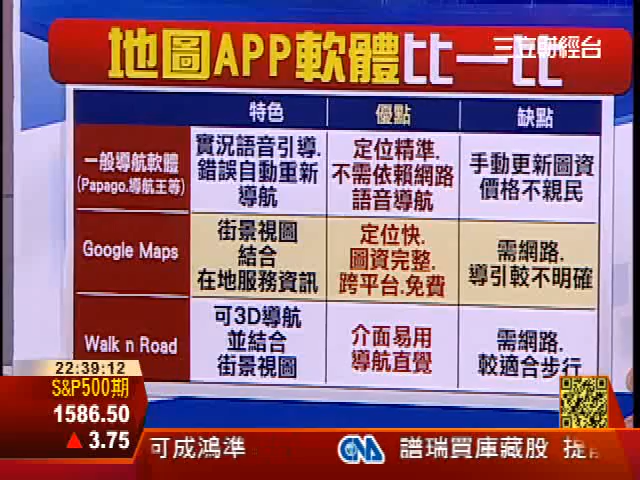 地圖APP軟體比一比
三立財經台
特色
優點
缺點
一般導航軟體
(Papago.導航王等)
實況語音引導.
錯誤自動重新
導航
定位精準.
不需依賴網路
語音導航
手動更新圖資
價格不親民
Google Maps
街景視圖
結合
在地服務資訊
定位快.
圖資完整.
跨平台.免費
需網路.
導引較不明確
Walk n Road
可3D導航
並結合
街景視圖
介面易用
導航直覺
需網路.
較適合步行
22:39:12
S&P500期
1586.50
▲ 3.75
可成鴻準
CNA
譜瑞買庫藏股 提